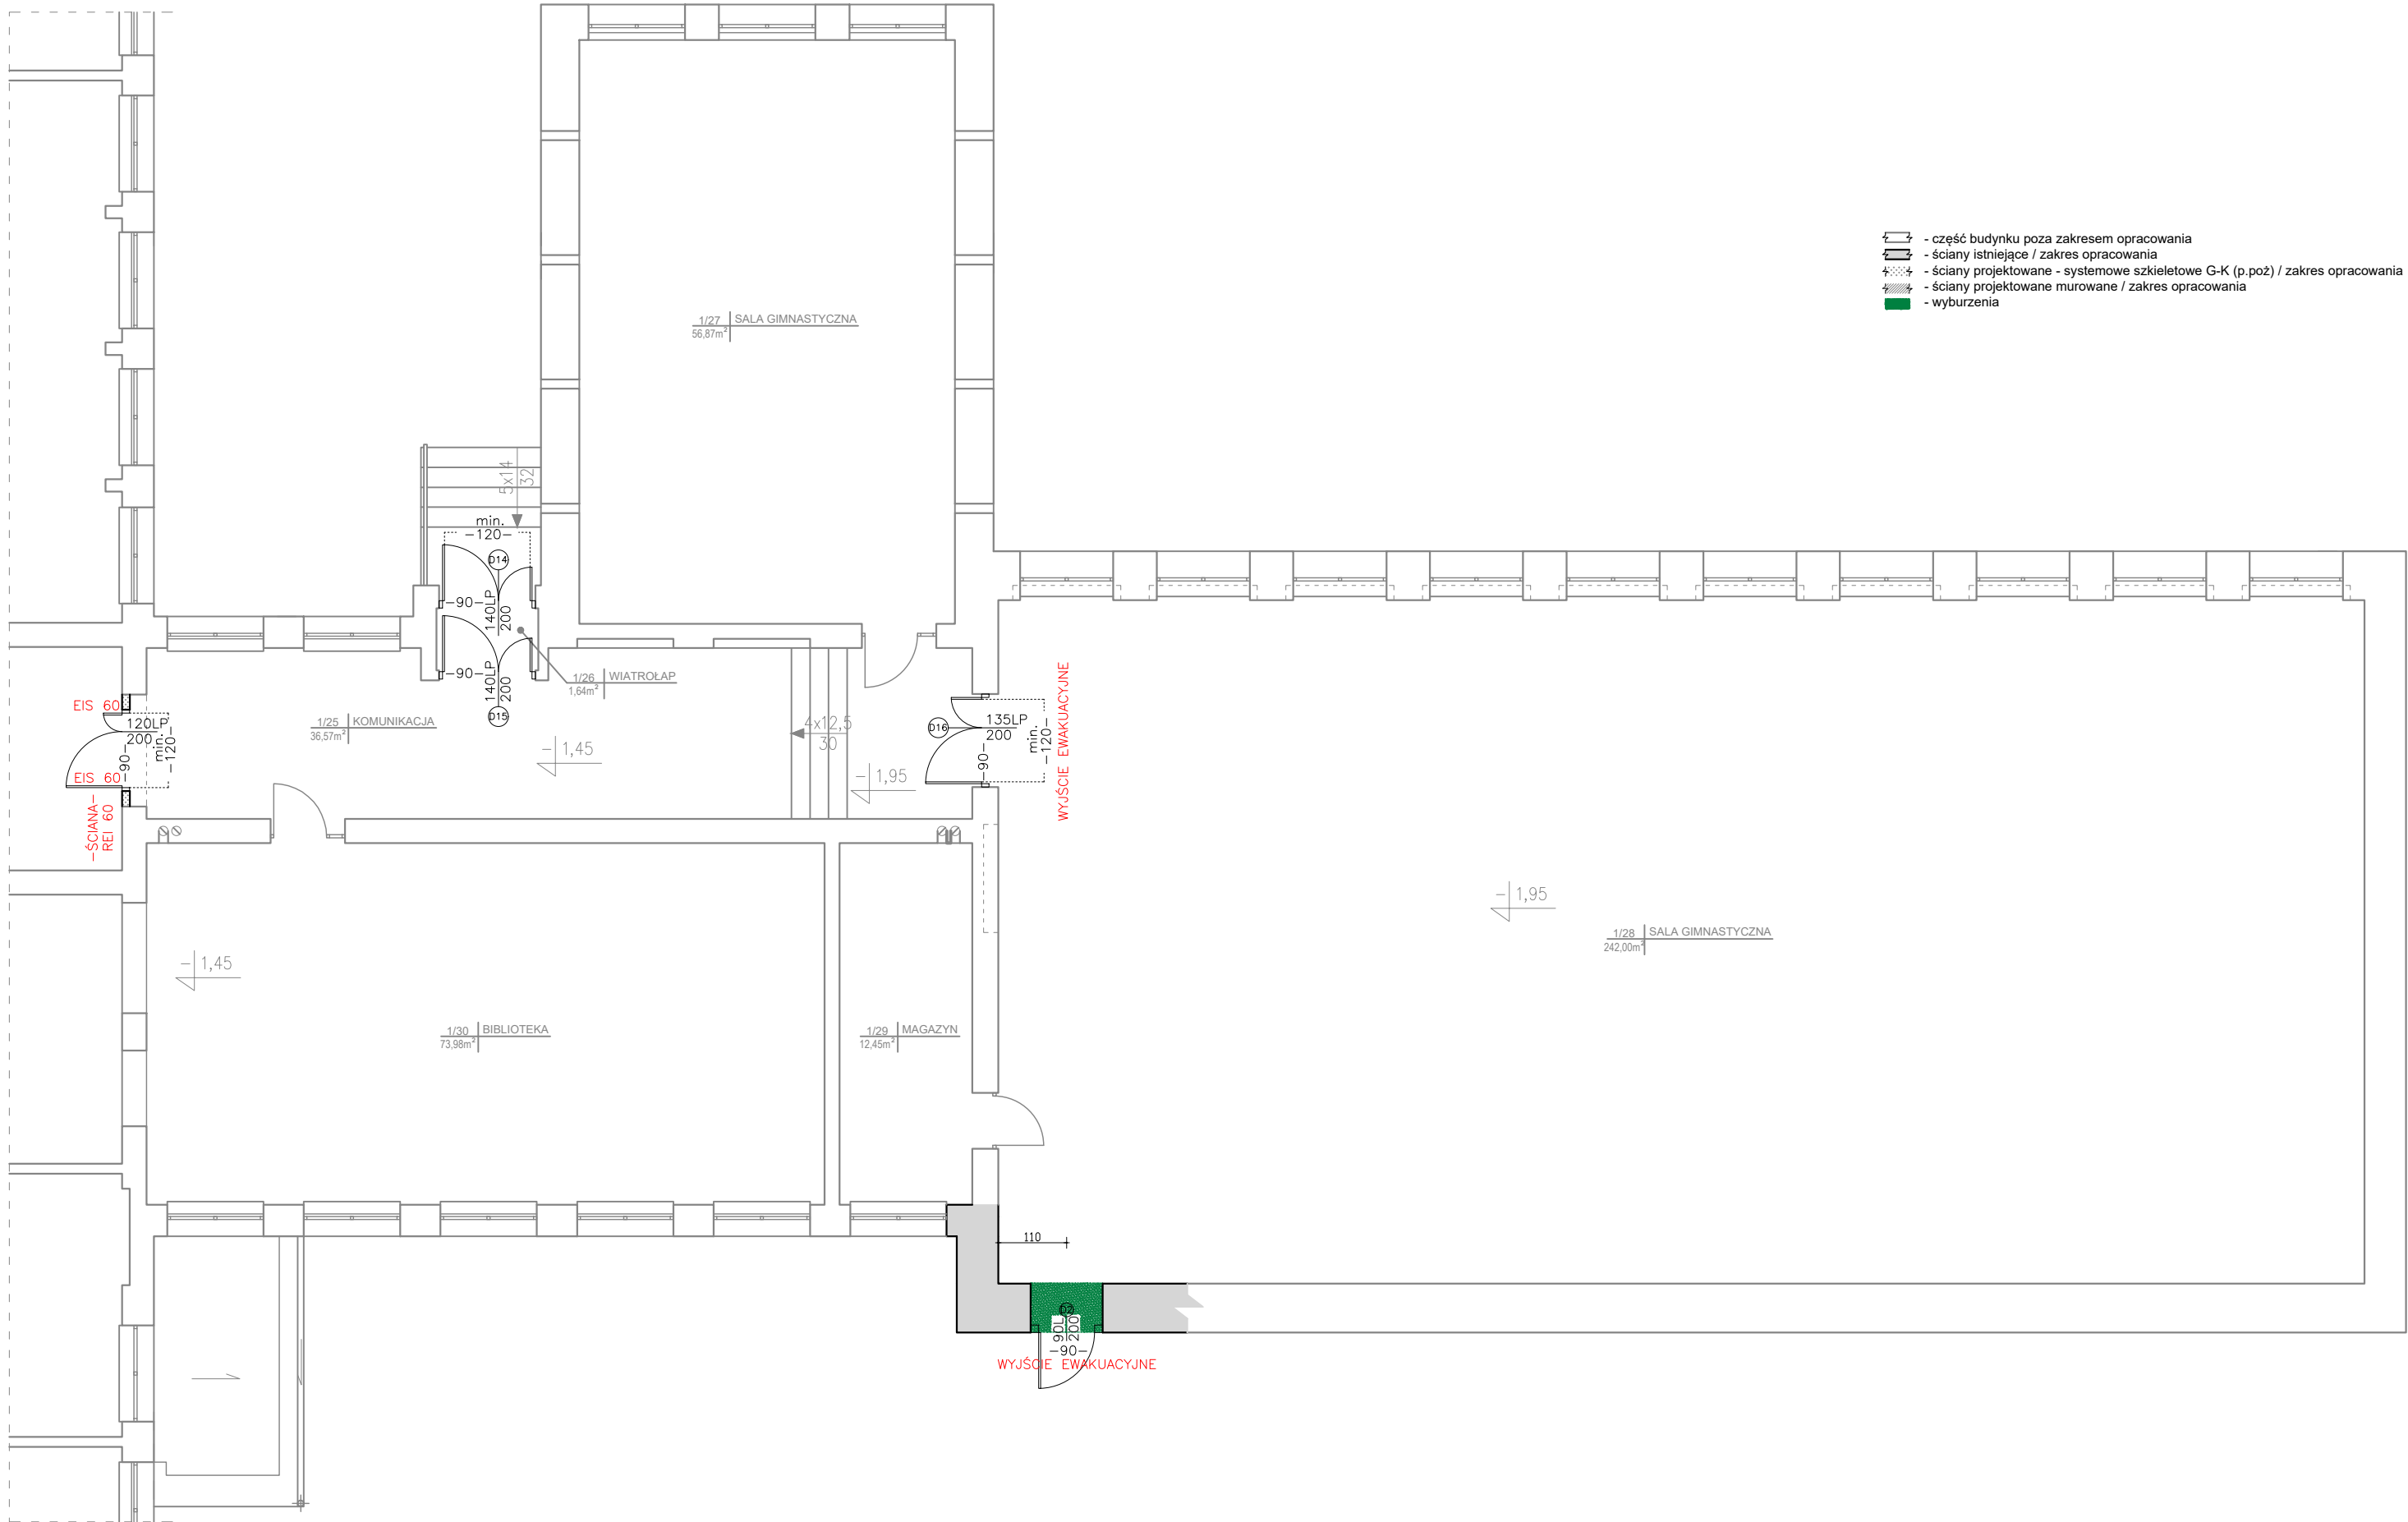 - część budynku poza zakresem opracowania
- ściany istniejące / zakres opracowania
- ściany projektowane - systemowe szkieletowe G-K (p.poż) / zakres opracowania
- ściany projektowane murowane / zakres opracowania
- wyburzenia
1/27 SALA GIMNASTYCZNA
56,87m²
5x14
32
min.
-120-
D14
-90-
140LP
200
-90-
140LP
200
D15
1/26 WIATROŁAP
1,64m²
EIS 60
120LP
200
-90-
min.
-120-
EIS 60
-ŚCIANA-
REI 60
1/25 KOMUNIKACJA
36,57m²
- 1,45
4x12,5
30
- 1,95
D16
135LP
200
-90-
min.
-120-
WYJŚCIE EWAKUACYJNE
- 1,95
1/28 SALA GIMNASTYCZNA
242,00m²
- 1,45
1/30 BIBLIOTEKA
73,98m²
1/29 MAGAZYN
12,45m²
110
D2
90L
200
-90-
WYJŚCIE EWAKUACYJNE